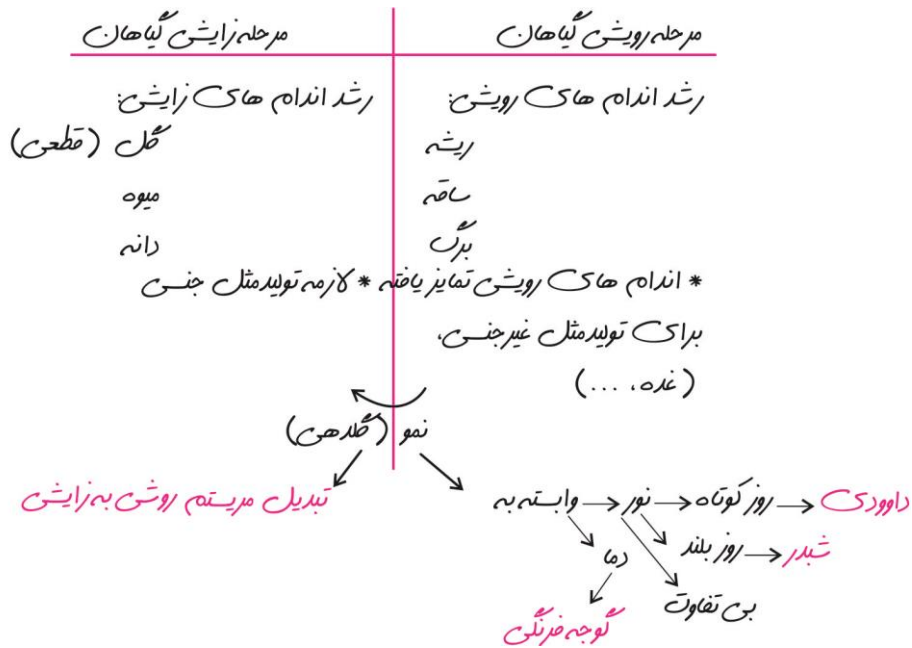 مرحله رویشی گیاهان
مرحله زایشی گیاهان
رشد اندام های رویشی:
رشد اندام های زایشی:
ریشه
گل (قطعی)
ساقه
میوه
برگ
دانه
* اندام های رویشی تمایز یافته
* لازمه تولیدمثل جنسی
برای تولیدمثل غیرجنسی،
(غده، ...)
نمو (گلدهی)
وابسته به → نور → روز کوتاه → داوودی
تبدیل مریستم روشی به زایشی
روز بلند → شبدر
دما
بی تفاوت
گوجه فرنگی